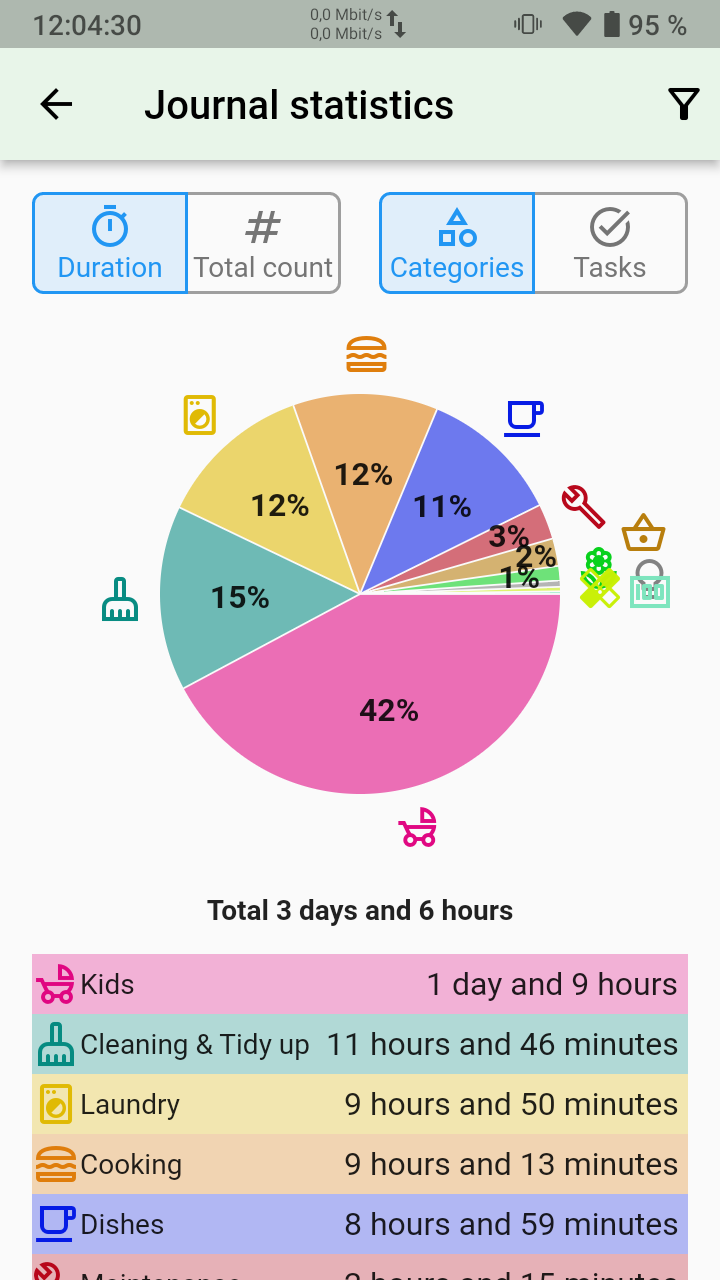 12:04:30
0,0 Mbit/s
0,0 Mbit/s
95 %
Journal statistics
Duration
Total count
Categories
Tasks
12%
12%
11%
3%
2%
1%
15%
42%
Total 3 days and 6 hours
Kids 1 day and 9 hours
Cleaning & Tidy up 11 hours and 46 minutes
Laundry 9 hours and 50 minutes
Cooking 9 hours and 13 minutes
Dishes 8 hours and 59 minutes